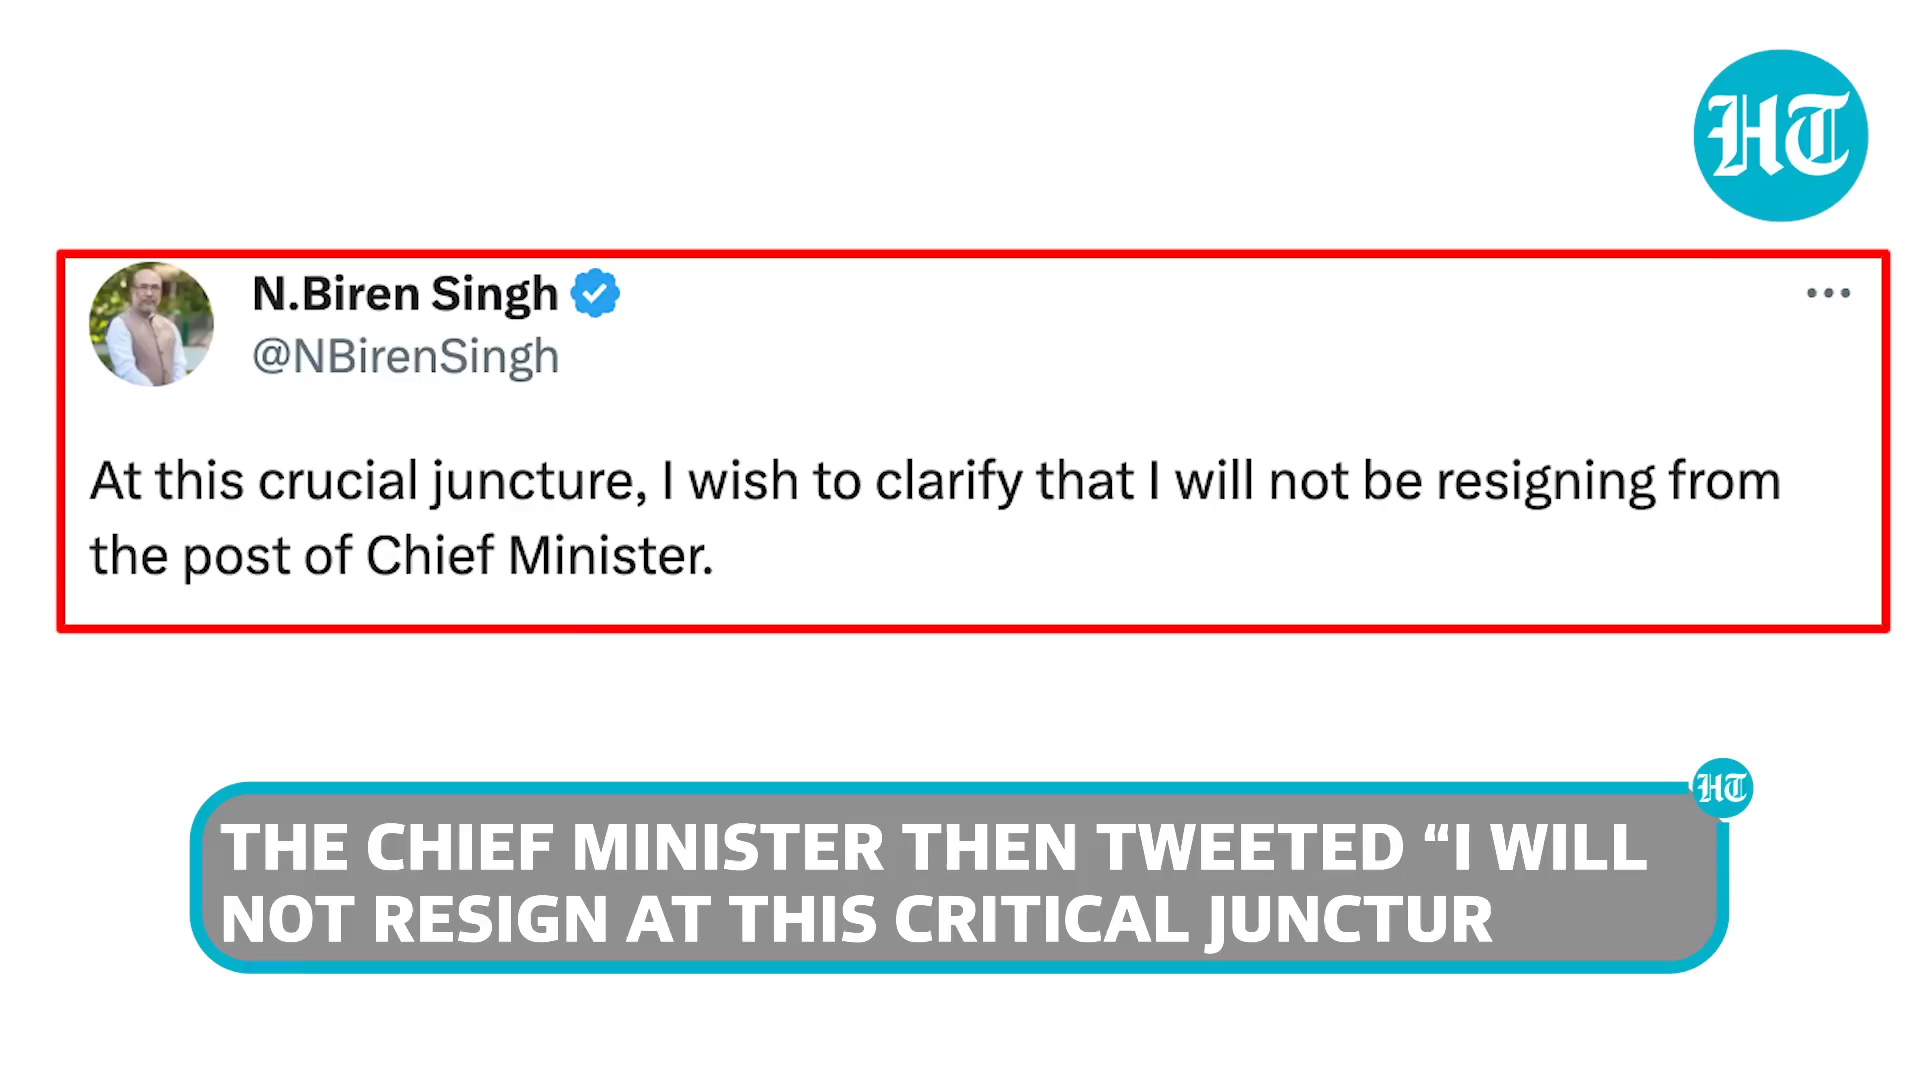 HT
N.Biren Singh
@NBirenSingh
At this crucial juncture, I wish to clarify that I will not be resigning from
the post of Chief Minister.
HT
THE CHIEF MINISTER THEN TWEETED “I WILL
NOT RESIGN AT THIS CRITICAL JUNCTUR